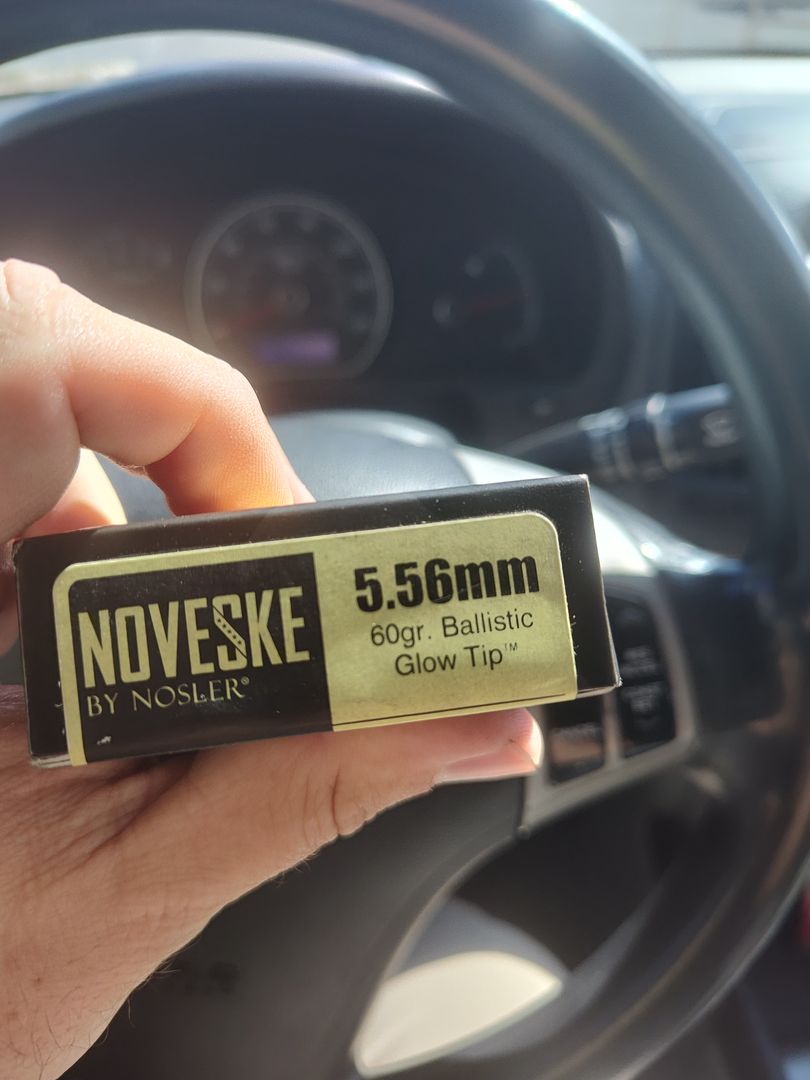 NOVESKE
BY NOSLER®
5.56mm
60gr. Ballistic
Glow Tip™